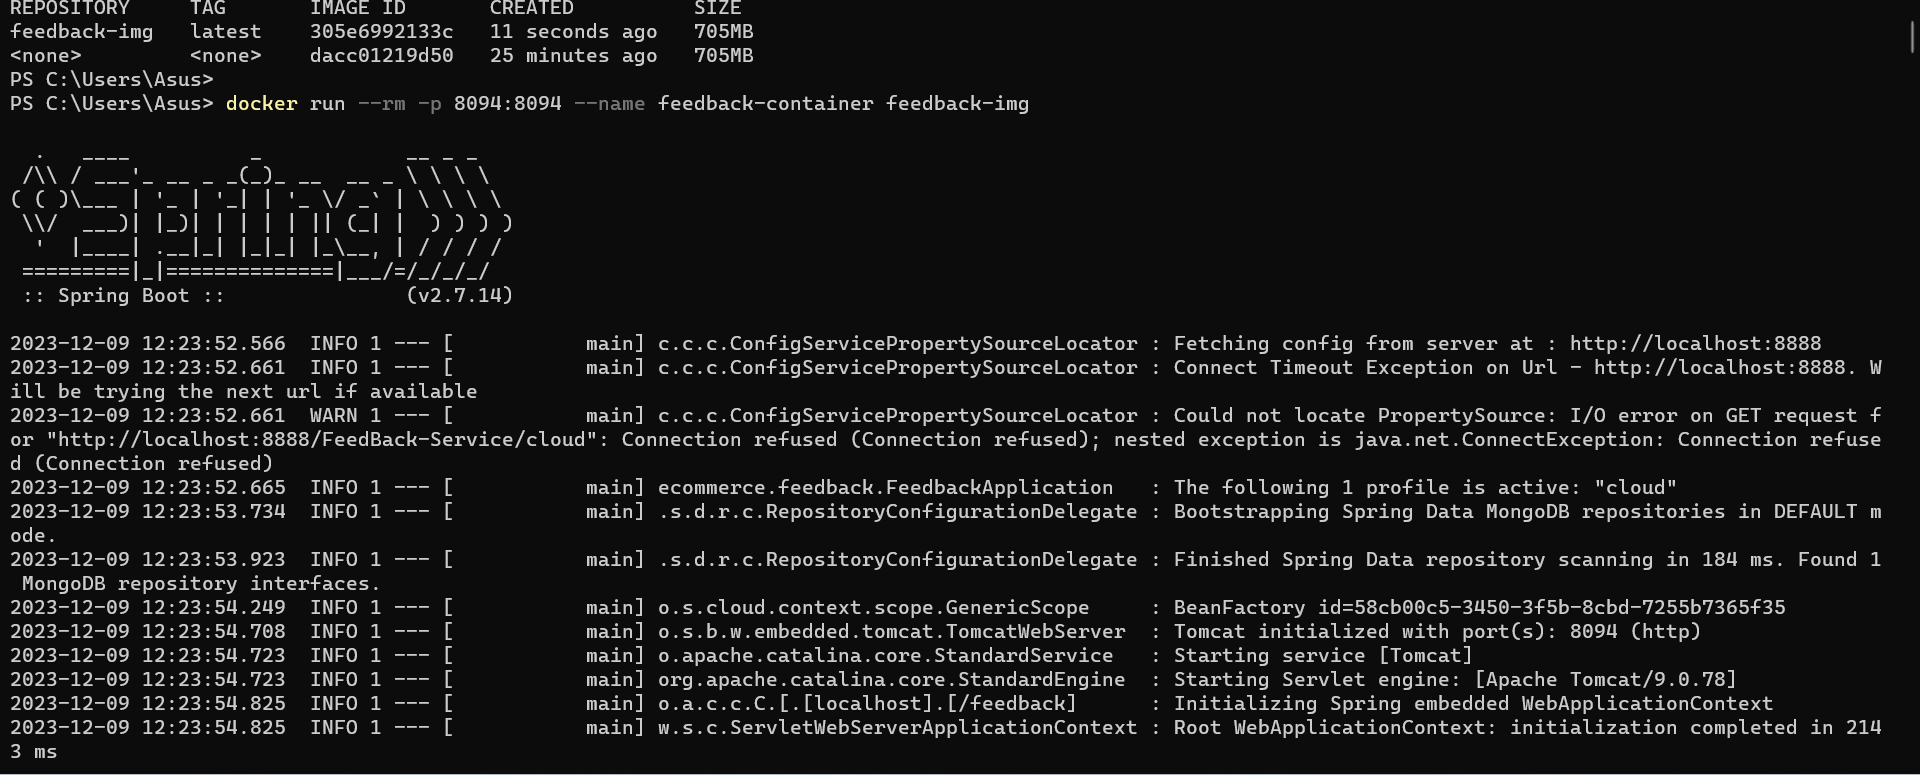 REPOSITORY     TAG       IMAGE ID       CREATED          SIZE
feedback-img   latest    305e6992133c   11 seconds ago   705MB
<none>         <none>    dacc01219d50   25 minutes ago   705MB
PS C:\Users\Asus>
PS C:\Users\Asus> docker run --rm -p 8094:8094 --name feedback-container feedback-img
  .   ____          _            __ _ _
 /\\ / ___'_ __ _ _(_)_ __  __ _ \ \ \ \
( ( )\___ | '_ | '_| | '_ \/ _` | \ \ \ \
 \\/  ___)| |_)| | | | | || (_| |  ) ) ) )
  '  |____| .__|_| |_|_| |_\__, | / / / /
 =========|_|==============|___/=/_/_/_/
 :: Spring Boot ::               (v2.7.14)
2023-12-09 12:23:52.566  INFO 1 --- [           main] c.c.c.ConfigServicePropertySourceLocator : Fetching config from server at : http://localhost:8888
2023-12-09 12:23:52.661  INFO 1 --- [           main] c.c.c.ConfigServicePropertySourceLocator : Connect Timeout Exception on Url - http://localhost:8888. W
ill be trying the next url if available
2023-12-09 12:23:52.661  WARN 1 --- [           main] c.c.c.ConfigServicePropertySourceLocator : Could not locate PropertySource: I/O error on GET request f
or "http://localhost:8888/FeedBack-Service/cloud": Connection refused (Connection refused); nested exception is java.net.ConnectException: Connection refuse
d (Connection refused)
2023-12-09 12:23:52.665  INFO 1 --- [           main] ecommerce.feedback.FeedbackApplication   : The following 1 profile is active: "cloud"
2023-12-09 12:23:53.734  INFO 1 --- [           main] .s.d.r.c.RepositoryConfigurationDelegate : Bootstrapping Spring Data MongoDB repositories in DEFAULT m
ode.
2023-12-09 12:23:53.923  INFO 1 --- [           main] .s.d.r.c.RepositoryConfigurationDelegate : Finished Spring Data repository scanning in 184 ms. Found 1
 MongoDB repository interfaces.
2023-12-09 12:23:54.249  INFO 1 --- [           main] o.s.cloud.context.scope.GenericScope     : BeanFactory id=58cb00c5-3450-3f5b-8cbd-7255b7365f35
2023-12-09 12:23:54.708  INFO 1 --- [           main] o.s.b.w.embedded.tomcat.TomcatWebServer  : Tomcat initialized with port(s): 8094 (http)
2023-12-09 12:23:54.723  INFO 1 --- [           main] o.apache.catalina.core.StandardService   : Starting service [Tomcat]
2023-12-09 12:23:54.723  INFO 1 --- [           main] org.apache.catalina.core.StandardEngine  : Starting Servlet engine: [Apache Tomcat/9.0.78]
2023-12-09 12:23:54.825  INFO 1 --- [           main] o.a.c.c.C.[.[localhost].[/feedback]      : Initializing Spring embedded WebApplicationContext
2023-12-09 12:23:54.825  INFO 1 --- [           main] w.s.c.ServletWebServerApplicationContext : Root WebApplicationContext: initialization completed in 214
3 ms